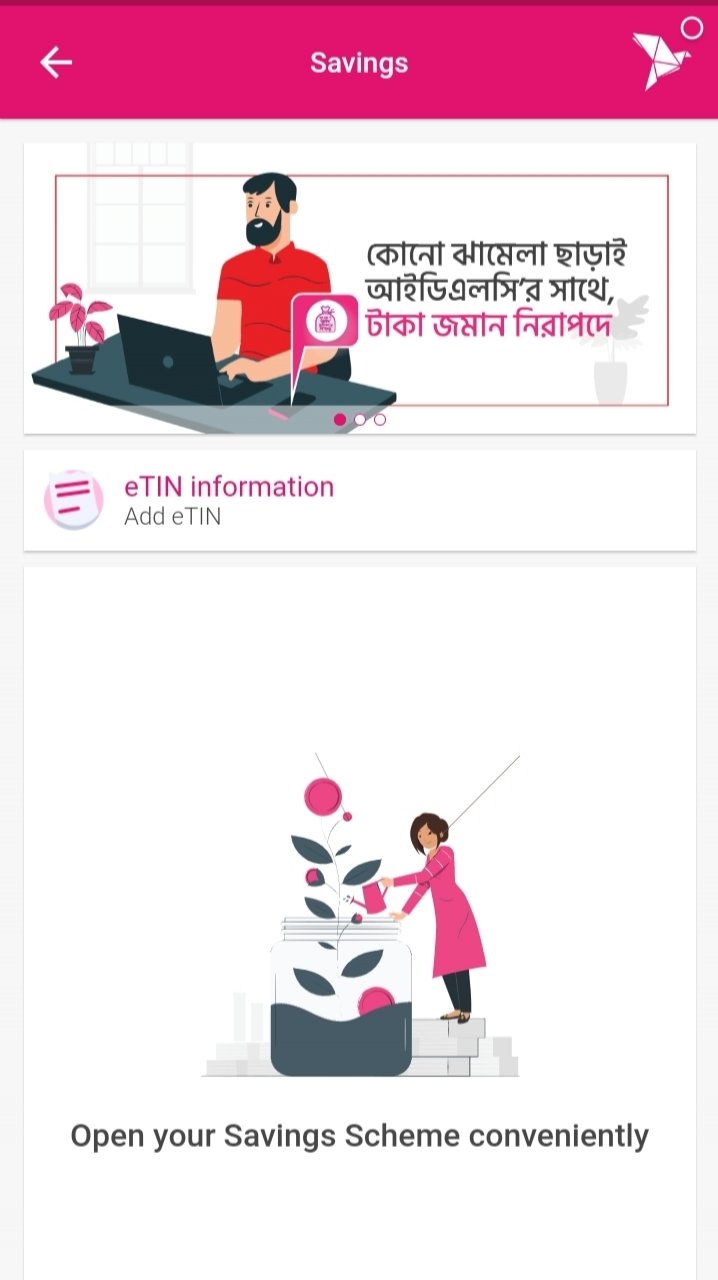 Savings
কোনো ঝামেলা ছাড়াই
আইডিএলসি’র সাথে,
টাকা জমান নিরাপদে
eTIN information
Add eTIN
Open your Savings Scheme conveniently